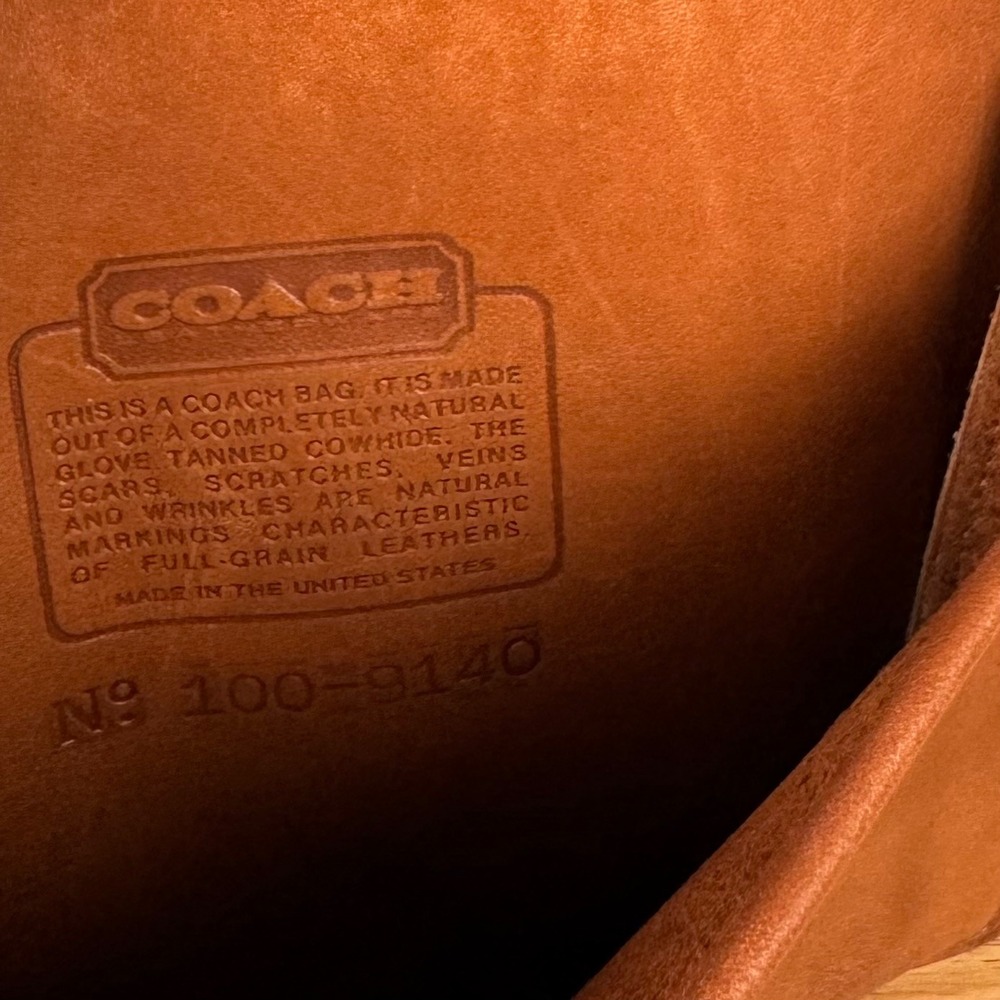 COACH
THIS IS A COACH BAG. IT IS MADE
OUT OF A COMPLETELY NATURAL
GLOVE TANNED COWHIDE. THE
SCARS, SCRATCHES, VEINS
AND WRINKLES ARE NATURAL
MARKINGS CHARACTERISTIC
OF FULL-GRAIN LEATHERS.
MADE IN THE UNITED STATES
Nº 100-9140